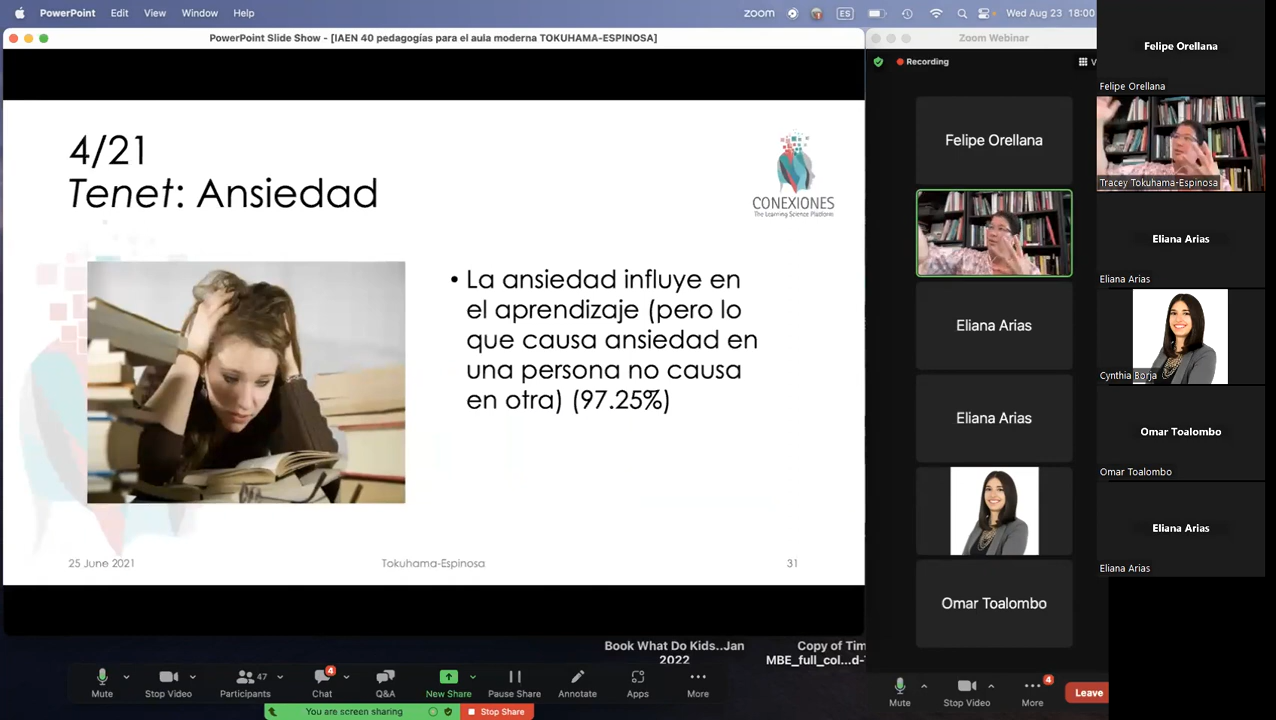 PowerPoint Edit View Window Help
zoom ES Wed Aug 23 18:00
PowerPoint Slide Show - [IAEN 40 pedagogías para el aula moderna TOKUHAMA-ESPINOSA]
4/21
Tenet: Ansiedad
CONEXIONES
The Learning Science Platform
• La ansiedad influye en
el aprendizaje (pero lo
que causa ansiedad en
una persona no causa
en otra) (97.25%)
25 June 2021 Tokuhama-Espinosa 31
Zoom Webinar
Recording
V
Felipe Orellana
Eliana Arias
Eliana Arias
Omar Toalombo
Felipe Orellana
Felipe Orellana
Tracey Tokuhama-Espinosa
Eliana Arias
Eliana Arias
Cynthia Borja
Omar Toalombo
Omar Toalombo
Eliana Arias
Eliana Arias
Book What Do Kids..Jan
2022
Copy of Tim
MBE_full_col...d-
Mute Stop Video 47 Participants 4 Chat Q&A New Share Pause Share Annotate Apps More
You are screen sharing Stop Share
Mute Stop Video 4 More Leave